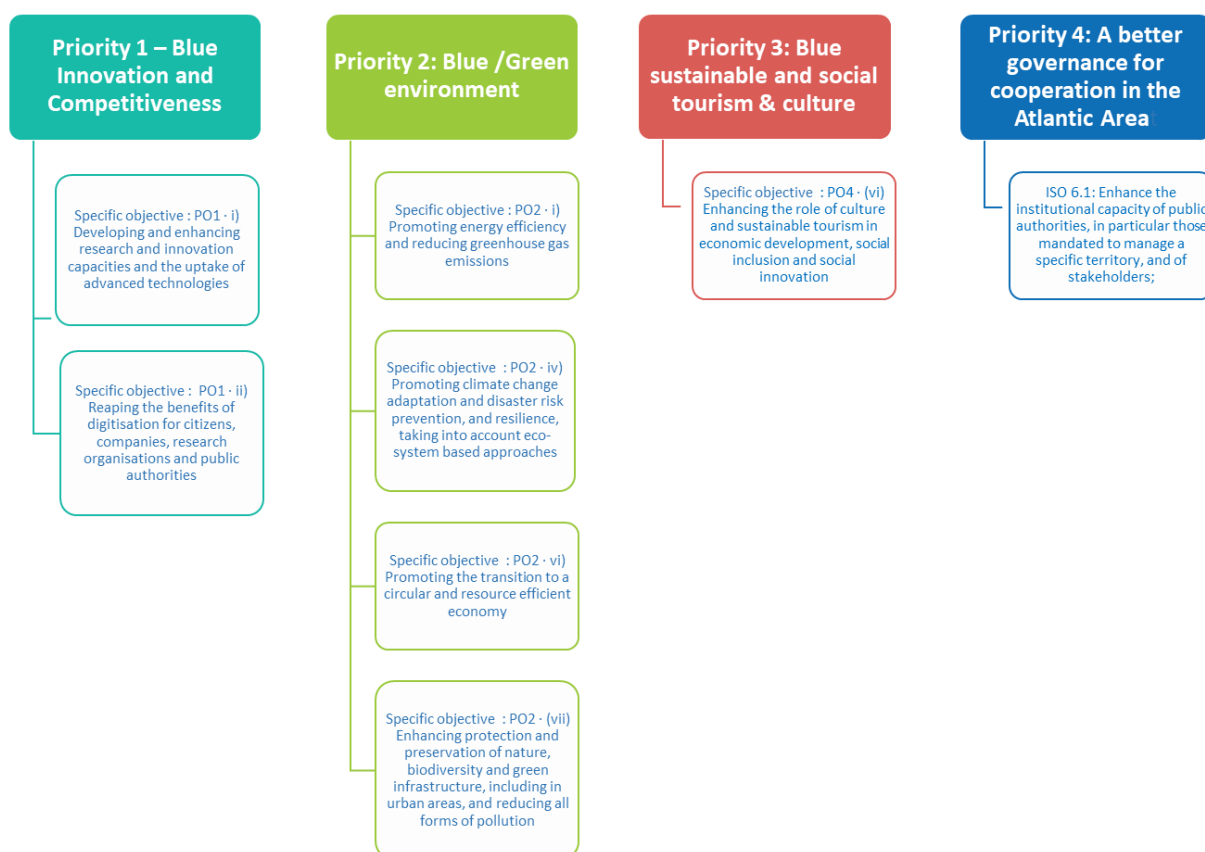 Priority 1 – Blue
Innovation and
Competitiveness
Specific objective : PO1 · i)
Developing and enhancing
research and innovation
capacities and the uptake of
advanced technologies
Specific objective :  PO1 · ii)
Reaping the benefits of
digitisation for citizens,
companies, research
organisations and public
authorities
Priority 2: Blue /Green
environment
Specific objective : PO2 · i)
Promoting energy efficiency
and reducing greenhouse gas
emissions
Specific objective  : PO2 · iv)
Promoting climate change
adaptation and disaster risk
prevention, and resilience,
taking into account eco-
system based approaches
Specific objective  : PO2 · vi)
Promoting the transition to a
circular and resource efficient
economy
Specific objective  : PO2 · (vii)
Enhancing protection and
preservation of nature,
biodiversity and green
infrastructure, including in
urban areas, and reducing all
forms of pollution
Priority 3: Blue
sustainable and social
tourism & culture
Specific objective  : PO4 · (vi)
Enhancing the role of culture
and sustainable tourism in
economic development, social
inclusion and social
innovation
Priority 4: A better
governance for
cooperation in the
Atlantic Area
ISO 6.1: Enhance the
institutional capacity of public
authorities, in particular those
mandated to manage a
specific territory, and of
stakeholders;